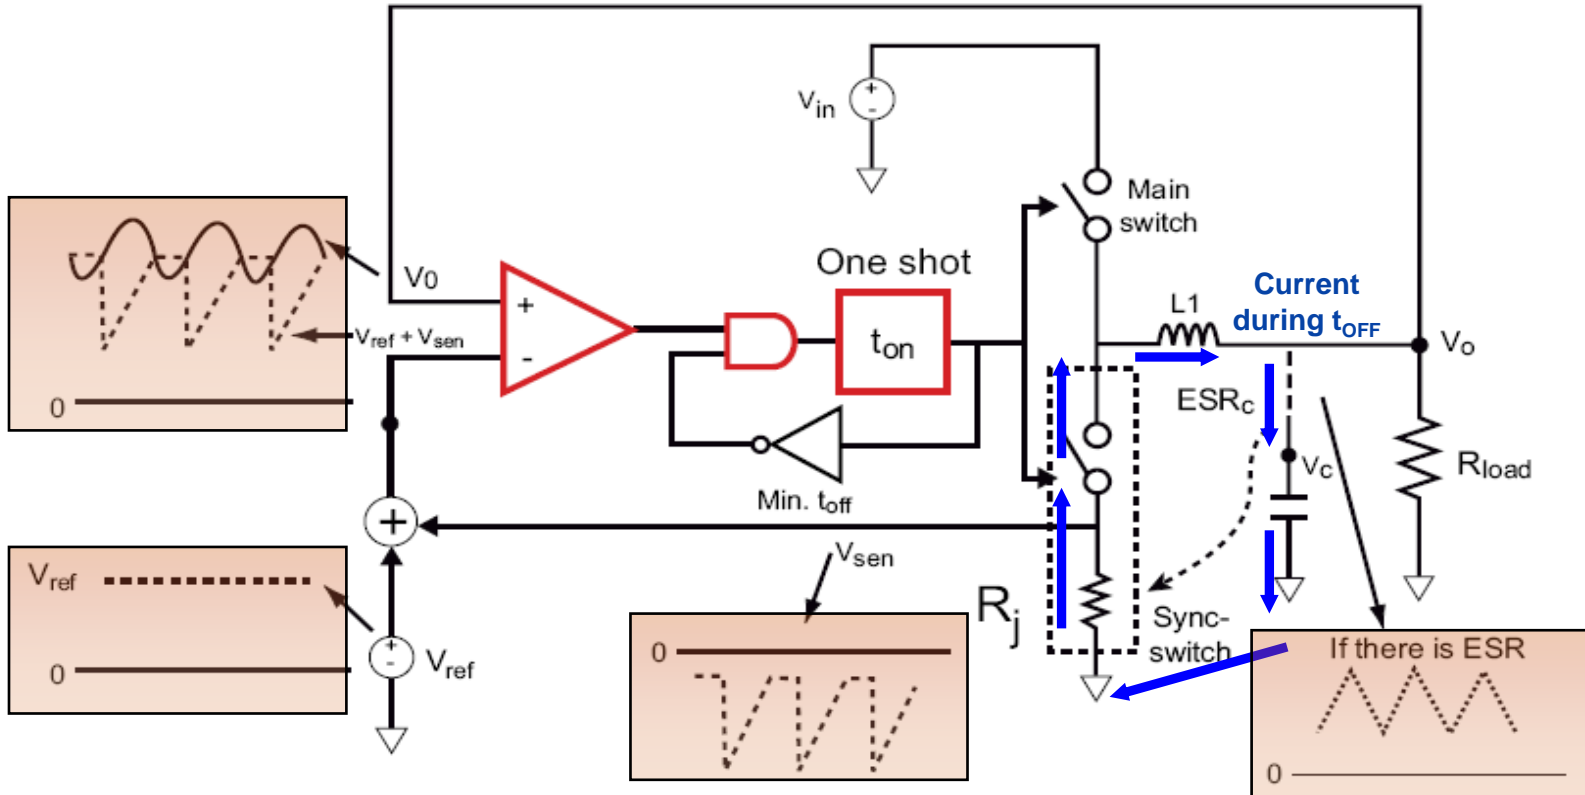 Vin
+
-
Main
switch
One shot
V0
+
-
Vref + Vsen
0
ton
L1
Current
during tOFF
Vo
ESRc
Vc
Rload
Min. toff
+
Vsen
Vref
0
+
-
Vref
Rj
Sync-
switch
0
If there is ESR
0